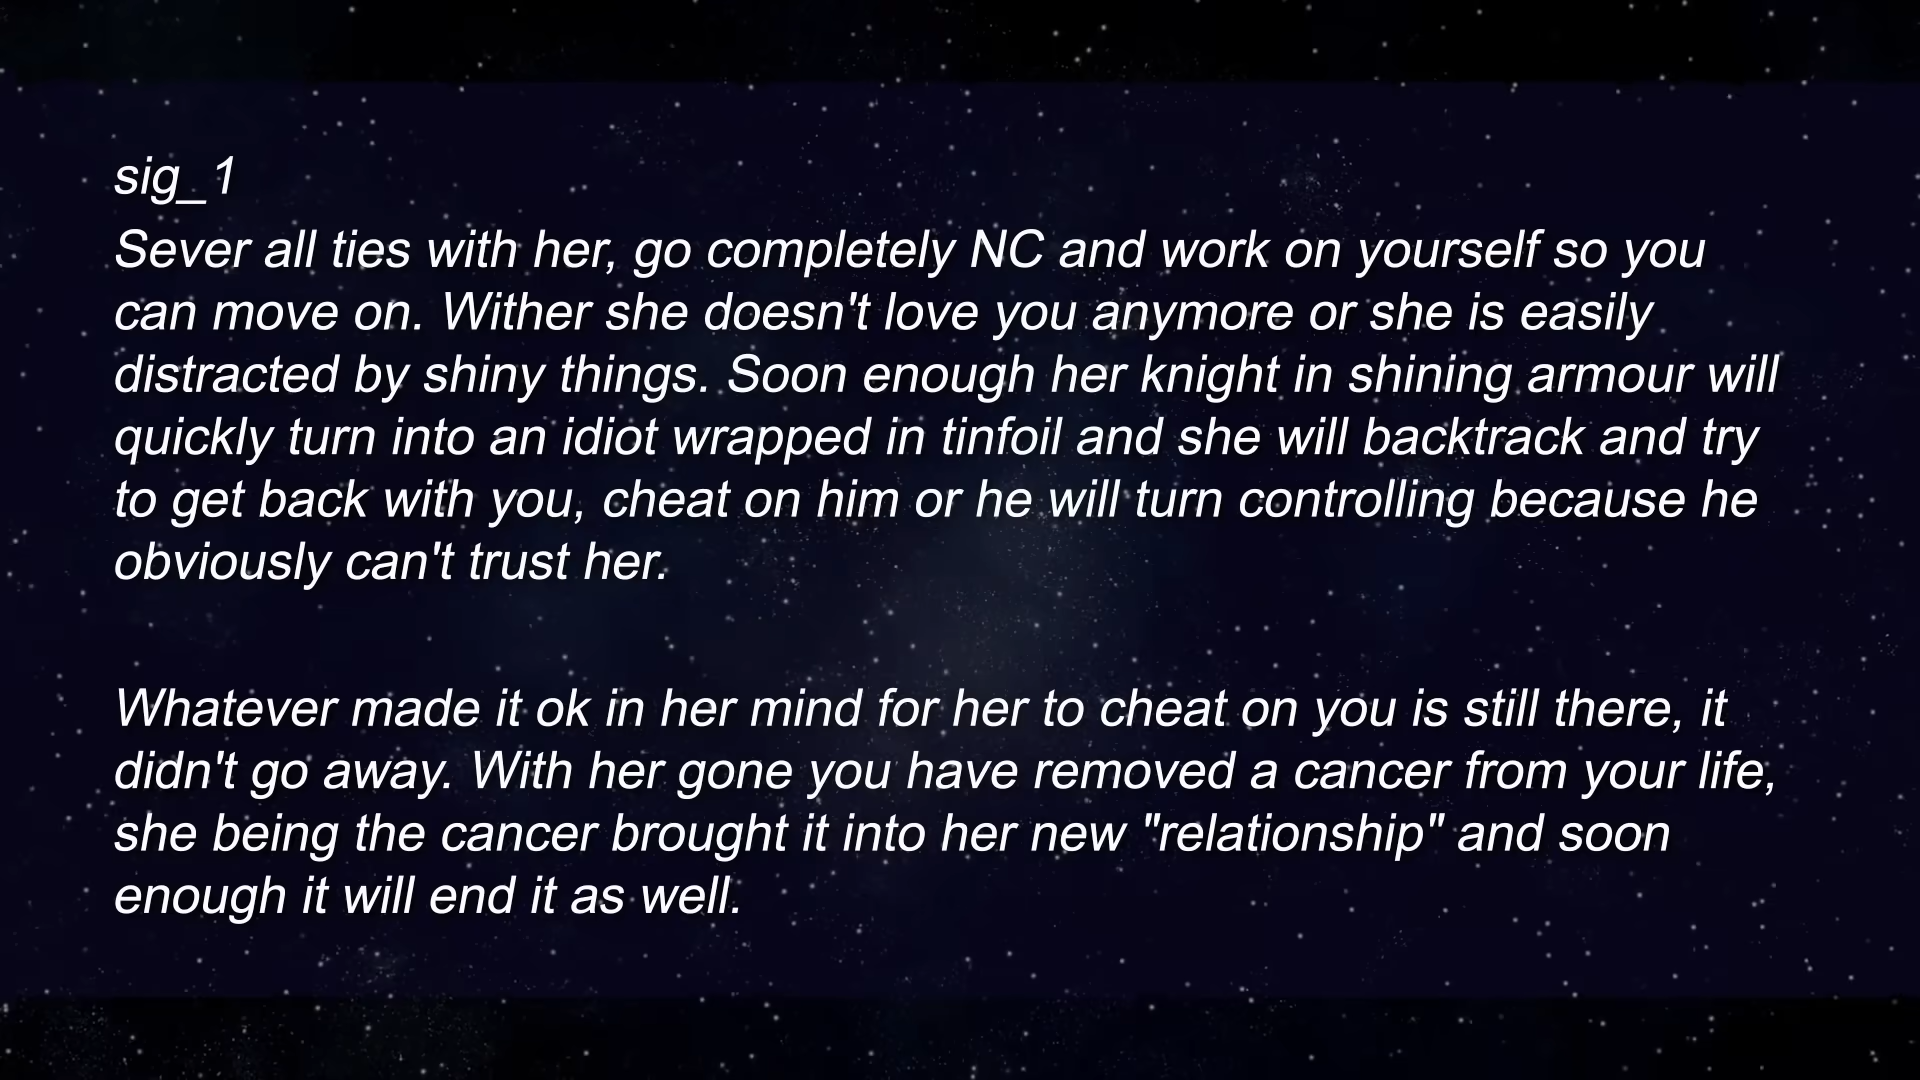 sig_1
Sever all ties with her, go completely NC and work on yourself so you
can move on. Wither she doesn't love you anymore or she is easily
distracted by shiny things. Soon enough her knight in shining armour will
quickly turn into an idiot wrapped in tinfoil and she will backtrack and try
to get back with you, cheat on him or he will turn controlling because he
obviously can't trust her.
Whatever made it ok in her mind for her to cheat on you is still there, it
didn't go away. With her gone you have removed a cancer from your life,
she being the cancer brought it into her new "relationship" and soon
enough it will end it as well.